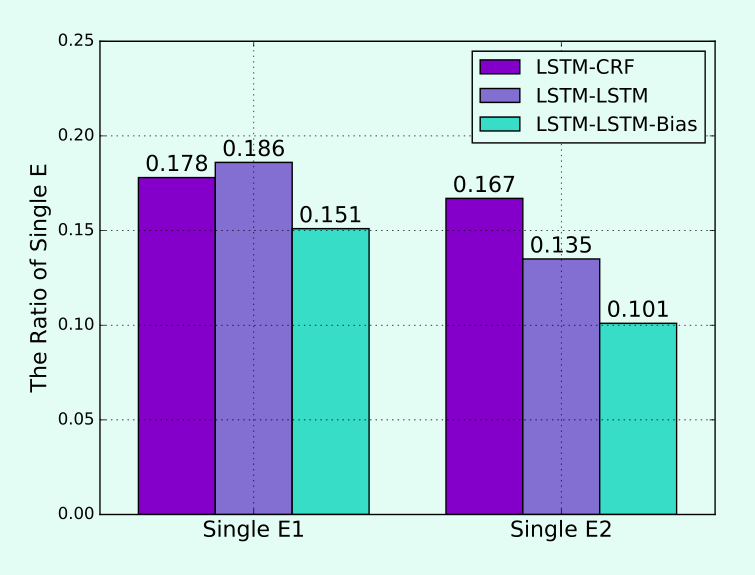 0.25
0.20
0.15
0.10
0.05
0.00
The Ratio of Single E
LSTM-CRF
LSTM-LSTM
LSTM-LSTM-Bias
0.178
0.186
0.151
0.167
0.135
0.101
Single E1
Single E2